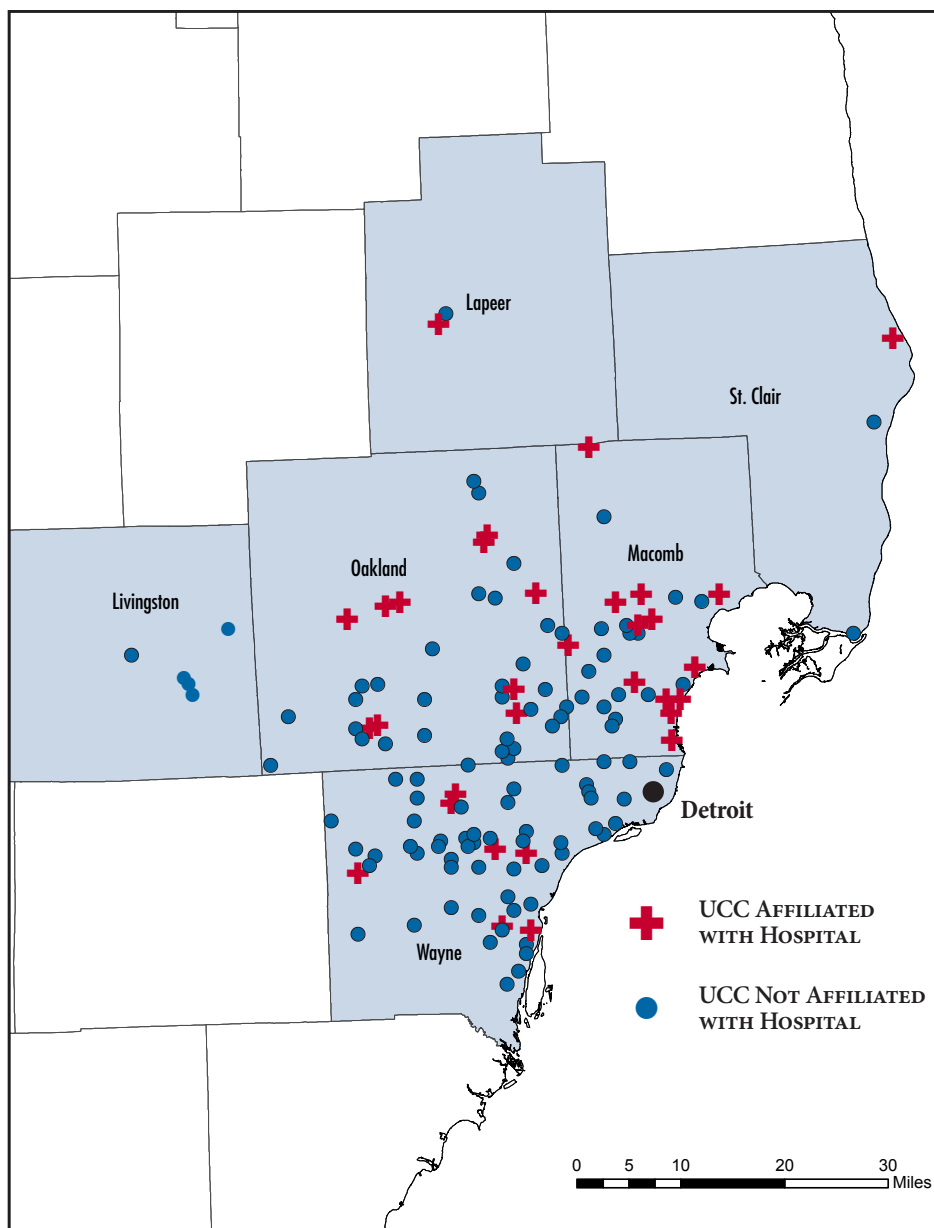 Lapeer
St. Clair
Macomb
Oakland
Livingston
Detroit
UCC Affiliated
with Hospital
Wayne
UCC Not Affiliated
with Hospital
0 5 10 20 30
Miles